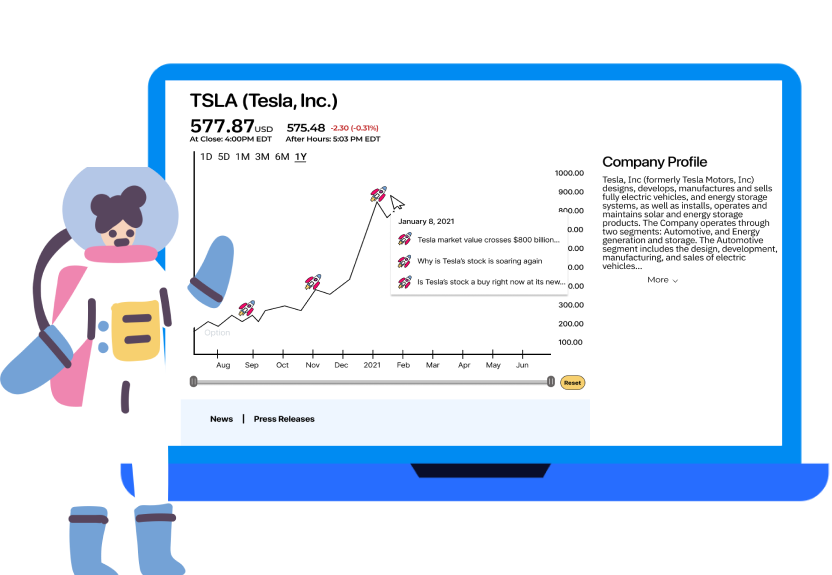 TSLA (Tesla, Inc.)
577.87USD 575.48 -2.30 (-0.31%)
At Close: 4:00PM EDT After Hours: 5:03 PM EDT
1D 5D 1M 3M 6M 1Y
1000.00
900.00
800.00
January 8, 2021
Tesla market value crosses $800 billion...
Why is Tesla's stock is soaring again
Is Tesla's stock a buy right now at its new...
300.00
200.00
100.00
Option
Aug Sep Oct Nov Dec 2021 Feb Mar Apr May Jun
Reset
News | Press Releases
Company Profile
Tesla, Inc (formerly Tesla Motors, Inc)
designs, develops, manufactures and sells
fully electric vehicles, and energy storage
systems, as well as installs, operates and
maintains solar and energy storage
products. The Company operates through
two segments: Automotive, and Energy
generation and storage. The Automotive
segment includes the design, development,
manufacturing, and sales of electric
vehicles...
More